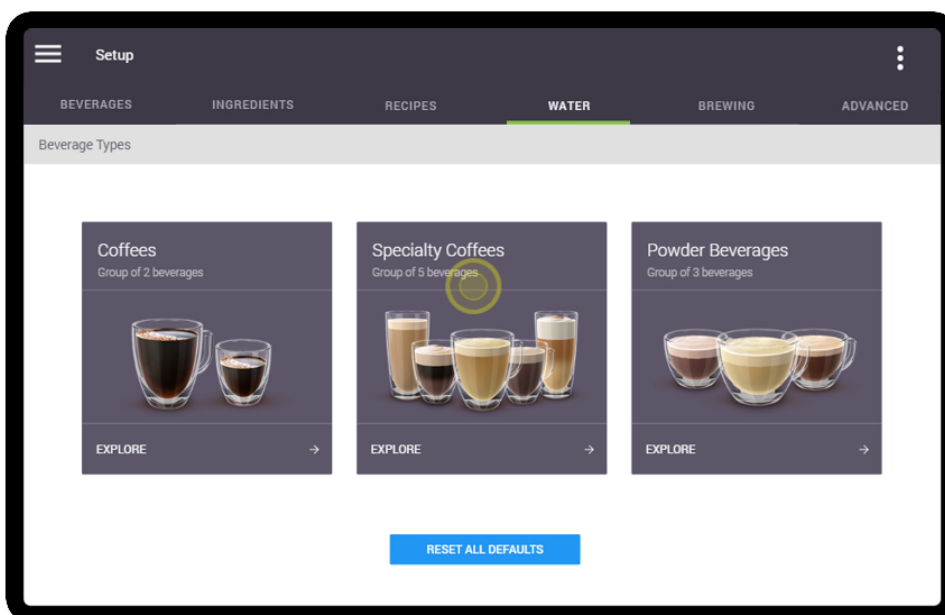 Setup
BEVERAGES INGREDIENTS RECIPES WATER BREWING ADVANCED
Beverage Types
Coffees
Group of 2 beverages
EXPLORE
Specialty Coffees
Group of 5 beverages
EXPLORE
Powder Beverages
Group of 3 beverages
EXPLORE
RESET ALL DEFAULTS